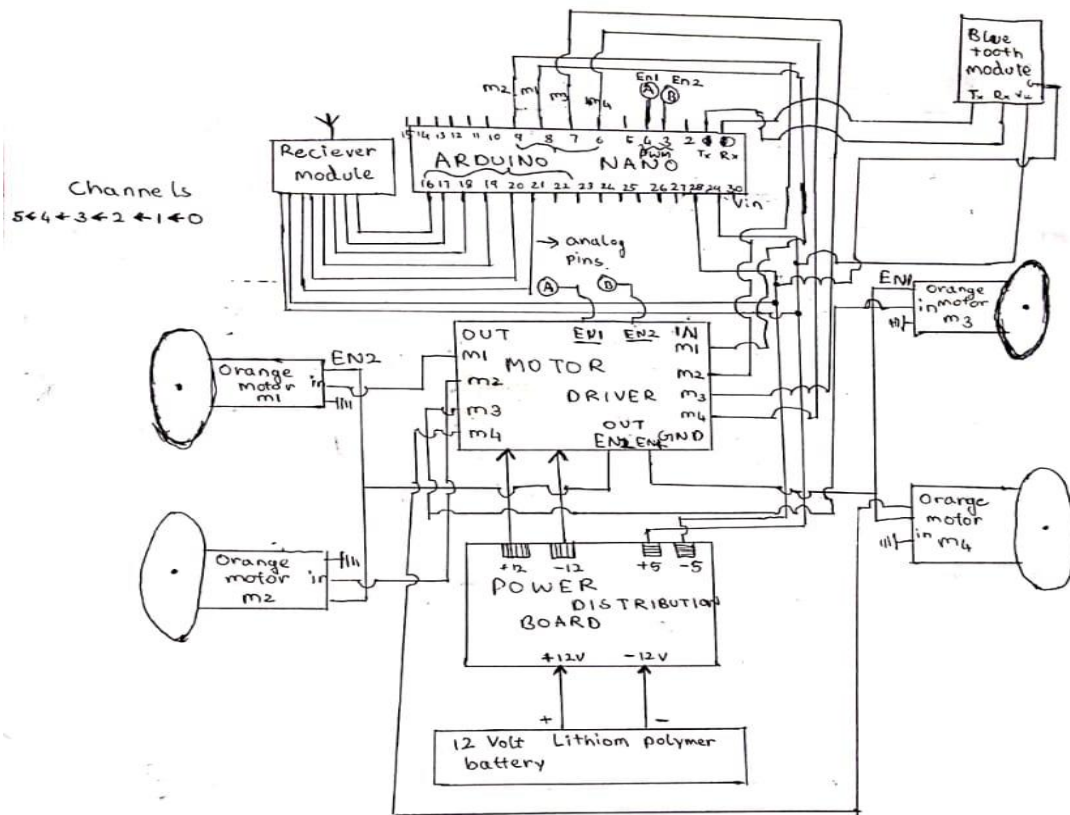 Blue
tooth
module
Tx Rx
En1 En2
A B
m2 m1 m3 m4
15 14 13 12 11 10 9 8 7 6 5 4 3 2
PWM Tx Rx
ARDUINO NANO
16 17 18 19 20 21 22 23 24 25 26 27 28 29 30
Vin
Reciever
module
Channels
5←4←3←2←1←0
→ analog
pins
A B
OUT EN1 EN2 IN
m1 m1
MOTOR
m2 m2
DRIVER
m3 m3
m4 m4
OUT
EN2 GND
EN2
Orange
motor in
m1
EN1
Orange
in motor
m3
Orange
motor in
m2
Orange
motor
in m4
+12 -12 +5 -5
POWER
DISTRIBUTION
BOARD
+12V -12V
+ -
12 Volt Lithiom polymer
battery